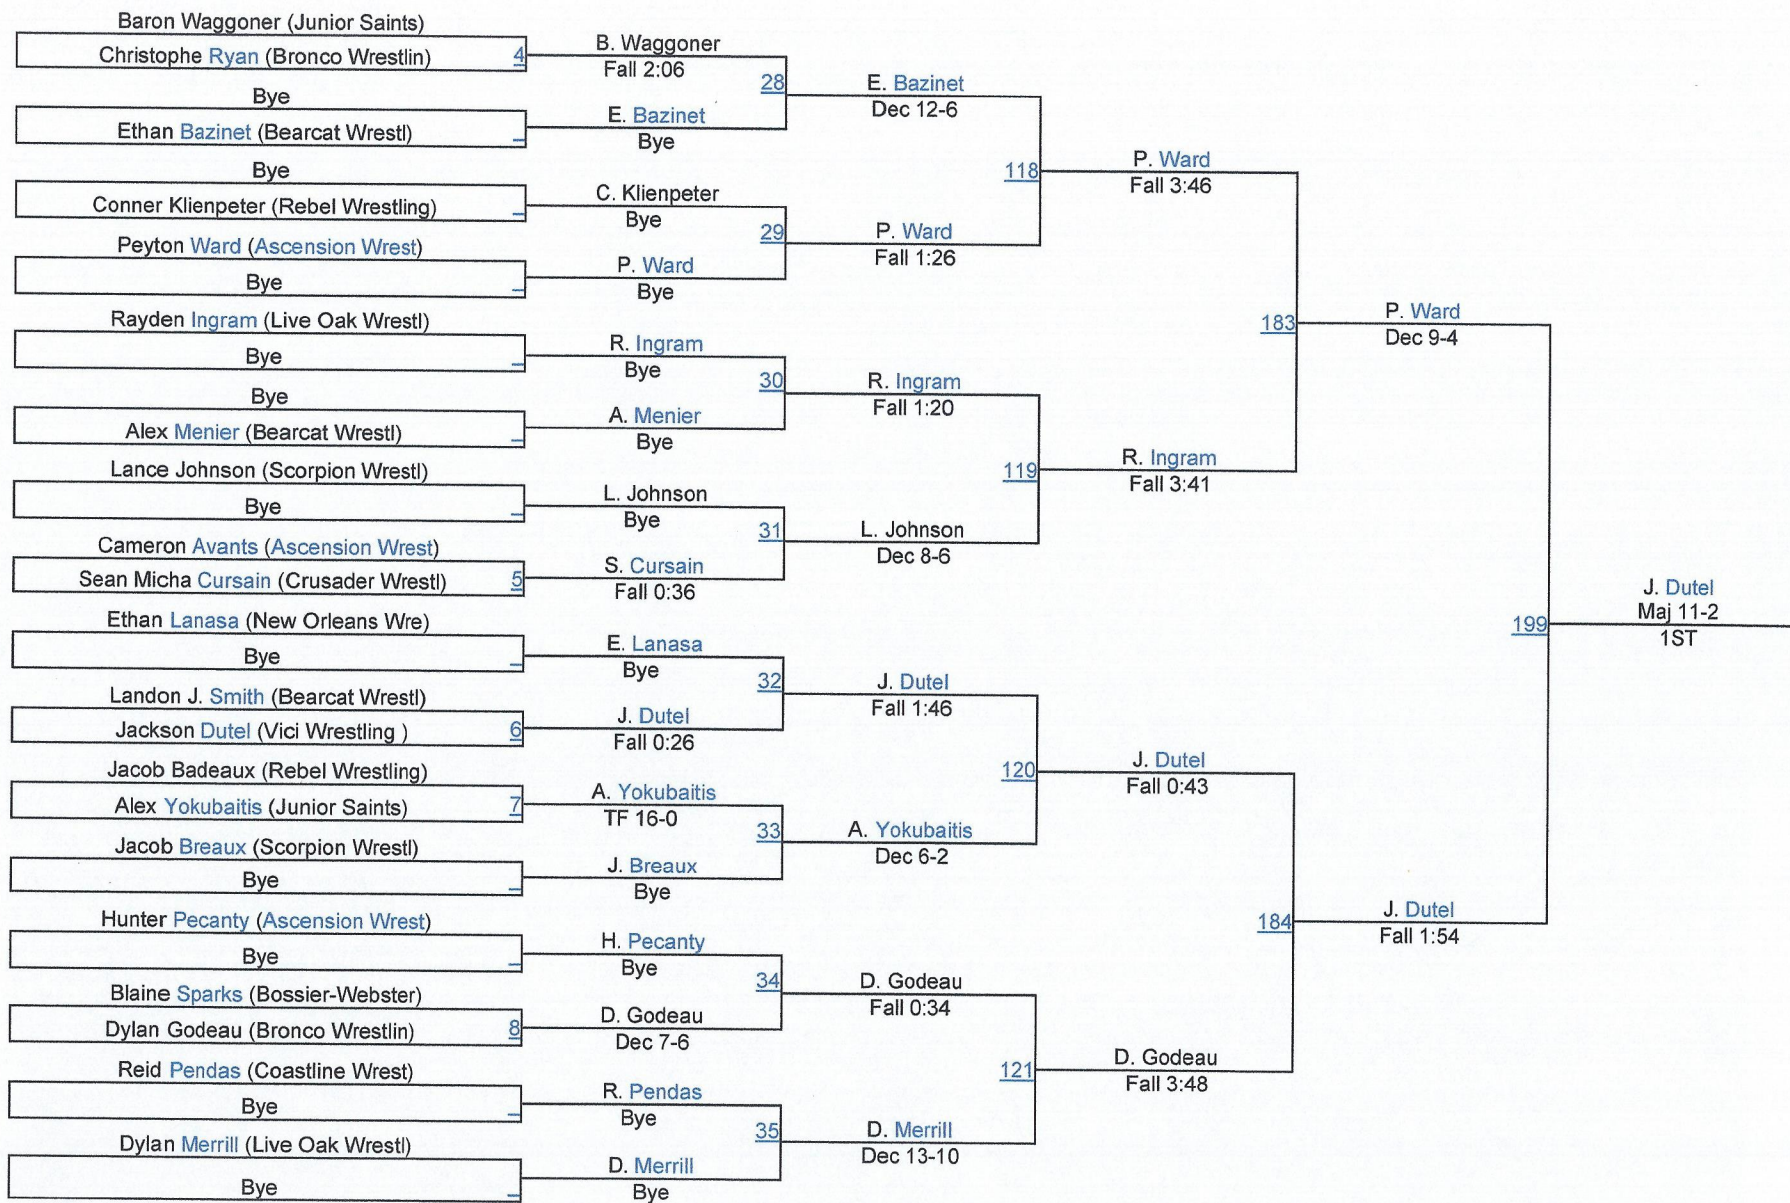 Baron Waggoner (Junior Saints)
Christophe Ryan (Bronco Wrestlin) 4
Bye
Ethan Bazinet (Bearcat Wrestl)
Bye
Conner Klienpeter (Rebel Wrestling)
Peyton Ward (Ascension Wrest)
Bye
Rayden Ingram (Live Oak Wrestl)
Bye
Bye
Alex Menier (Bearcat Wrestl)
Lance Johnson (Scorpion Wrestl)
Bye
Cameron Avants (Ascension Wrest)
Sean Micha Cursain (Crusader Wrestl) 5
Ethan Lanasa (New Orleans Wre)
Bye
Landon J. Smith (Bearcat Wrestl)
Jackson Dutel (Vici Wrestling ) 6
Jacob Badeaux (Rebel Wrestling)
Alex Yokubaitis (Junior Saints) 7
Jacob Breaux (Scorpion Wrestl)
Bye
Hunter Pecanty (Ascension Wrest)
Bye
Blaine Sparks (Bossier-Webster)
Dylan Godeau (Bronco Wrestlin) 8
Reid Pendas (Coastline Wrest)
Bye
Dylan Merrill (Live Oak Wrestl)
Bye
B. Waggoner
Fall 2:06
28
E. Bazinet
Bye
C. Klienpeter
Bye
29
P. Ward
Bye
R. Ingram
Bye
30
A. Menier
Bye
L. Johnson
Bye
31
S. Cursain
Fall 0:36
E. Lanasa
Bye
32
J. Dutel
Fall 0:26
A. Yokubaitis
TF 16-0
33
J. Breaux
Bye
H. Pecanty
Bye
34
D. Godeau
Dec 7-6
R. Pendas
Bye
35
D. Merrill
Bye
E. Bazinet
Dec 12-6
118
P. Ward
Fall 1:26
R. Ingram
Fall 1:20
119
L. Johnson
Dec 8-6
J. Dutel
Fall 1:46
120
A. Yokubaitis
Dec 6-2
D. Godeau
Fall 0:34
121
D. Merrill
Dec 13-10
P. Ward
Fall 3:46
183
R. Ingram
Fall 3:41
J. Dutel
Fall 0:43
184
D. Godeau
Fall 3:48
P. Ward
Dec 9-4
199
J. Dutel
Fall 1:54
J. Dutel
Maj 11-2
1ST